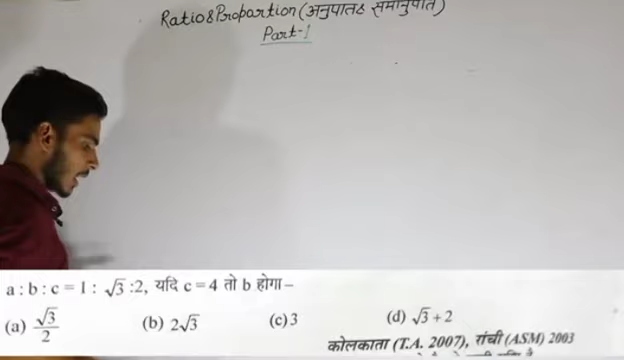 Ratio & Propartion (अनुपात & समानुपात)
Part-1
a : b : c = 1 : √3 : 2, यदि c = 4 तो b होगा –
(a) √3/2 (b) 2√3 (c) 3 (d) √3 + 2
कोलकाता (T.A. 2007), रांची (ASM) 2003